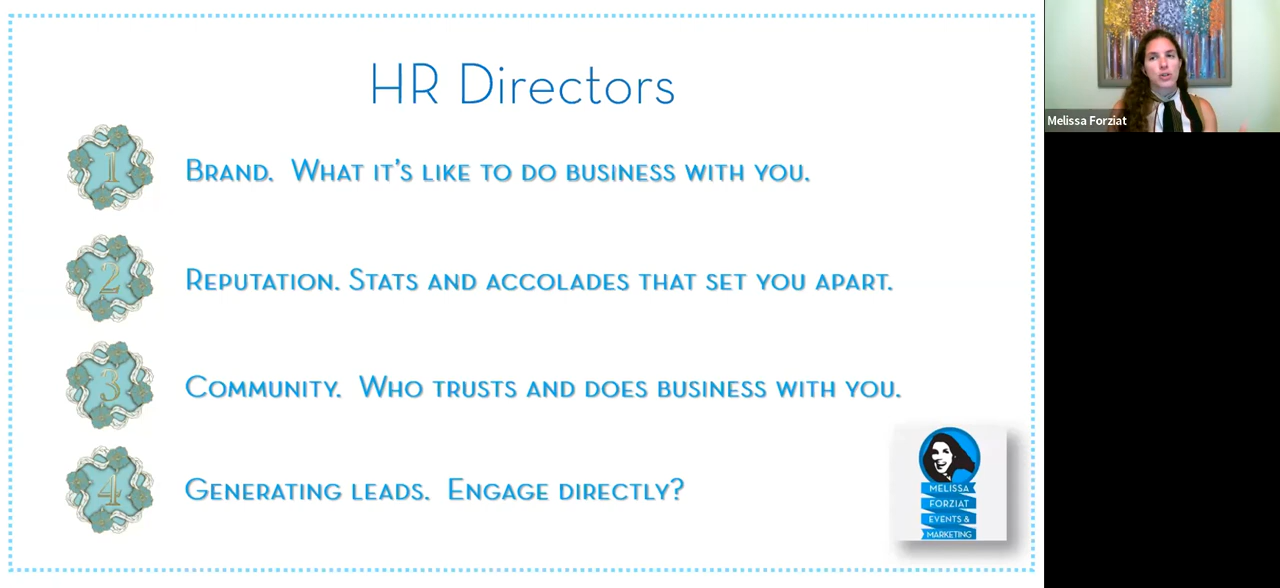 HR Directors
1
Brand. What it's like to do business with you.
2
Reputation. Stats and accolades that set you apart.
3
Community. Who trusts and does business with you.
4
Generating leads. Engage directly?
MELISSA
FORZIAT
EVENTS &
MARKETING
Melissa Forziat